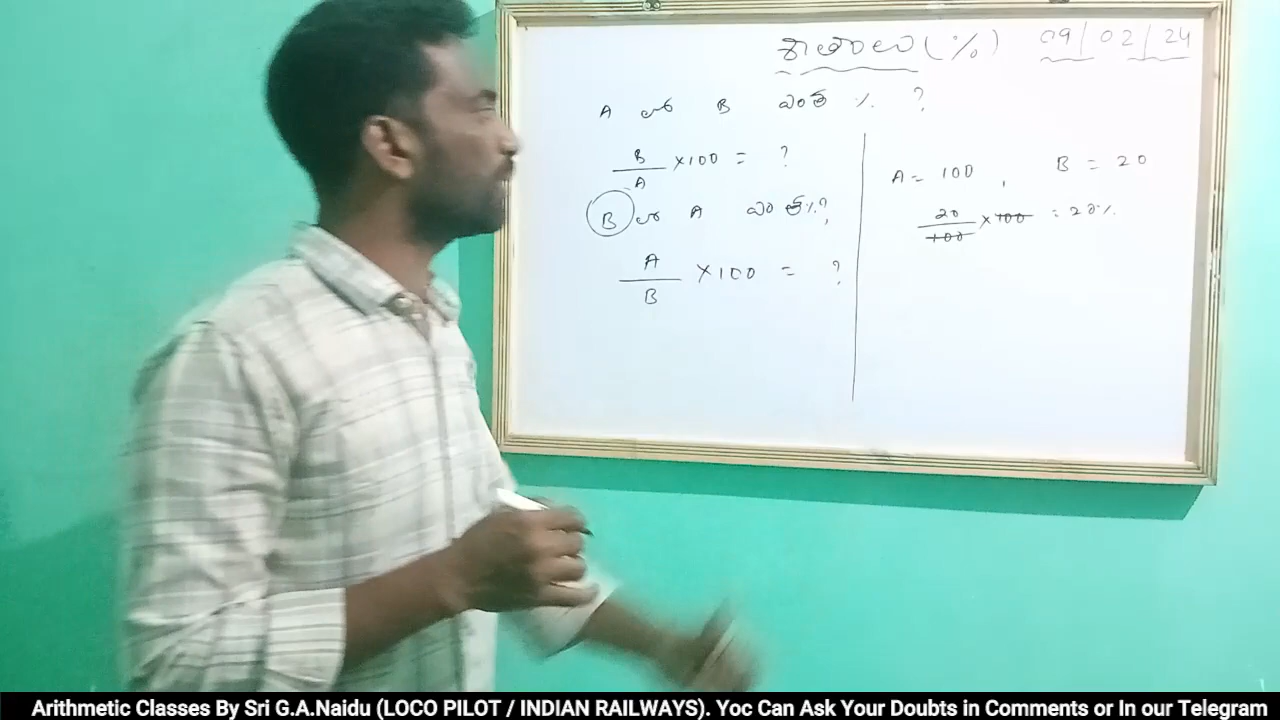 శాతాలు (%) 09/02/24
A లో B ఎంత % ?
B/A ×100 = ?
B లో A ఎంత %?
A/B ×100 = ?
A = 100 , B = 20
20/100 ×100 = 20%
Arithmetic Classes By Sri G.A.Naidu (LOCO PILOT / INDIAN RAILWAYS). Yoc Can Ask Your Doubts in Comments or In our Telegram